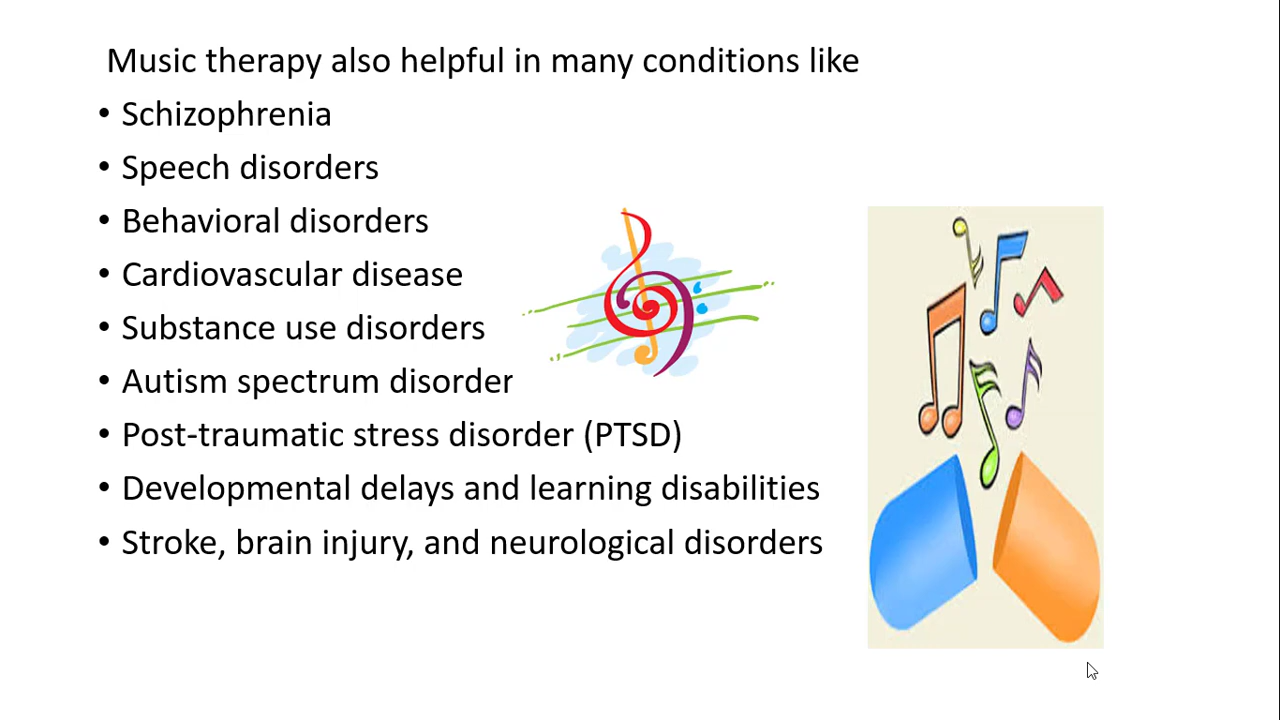 Music therapy also helpful in many conditions like
• Schizophrenia
• Speech disorders
• Behavioral disorders
• Cardiovascular disease
• Substance use disorders
• Autism spectrum disorder
• Post-traumatic stress disorder (PTSD)
• Developmental delays and learning disabilities
• Stroke, brain injury, and neurological disorders